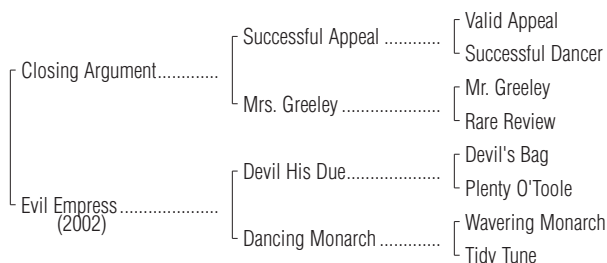 Valid Appeal
Successful Appeal ............
Successful Dancer
Closing Argument.............
Mr. Greeley
Mrs. Greeley .....................
Rare Review
Devil's Bag
Devil His Due....................
Plenty O'Toole
Evil Empress.....................
(2002)
Wavering Monarch
Dancing Monarch .............
Tidy Tune